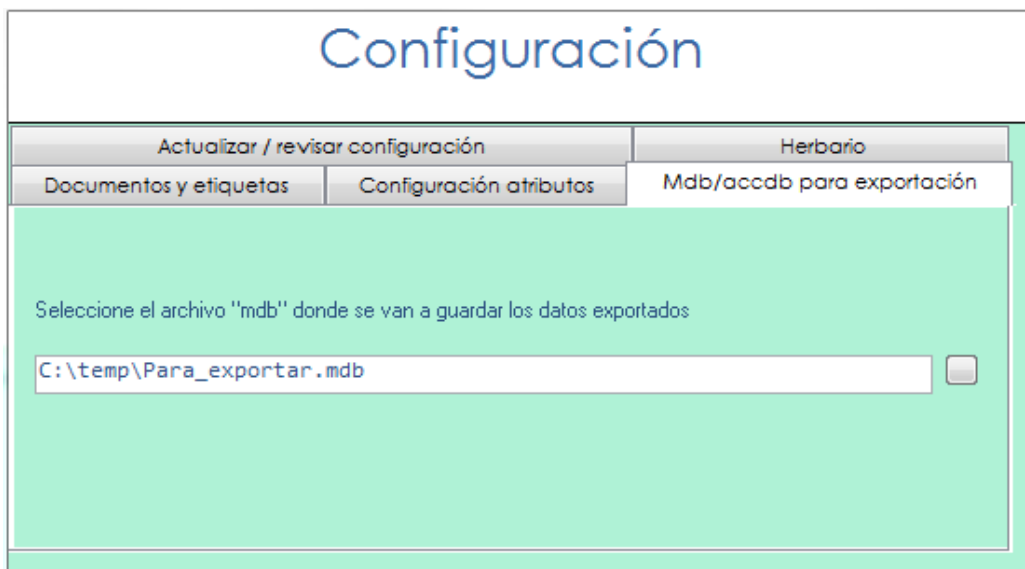 Configuración
Actualizar / revisar configuración Herbario
Documentos y etiquetas Configuración atributos Mdb/accdb para exportación
Seleccione el archivo "mdb" donde se van a guardar los datos exportados
C:\temp\Para_exportar.mdb